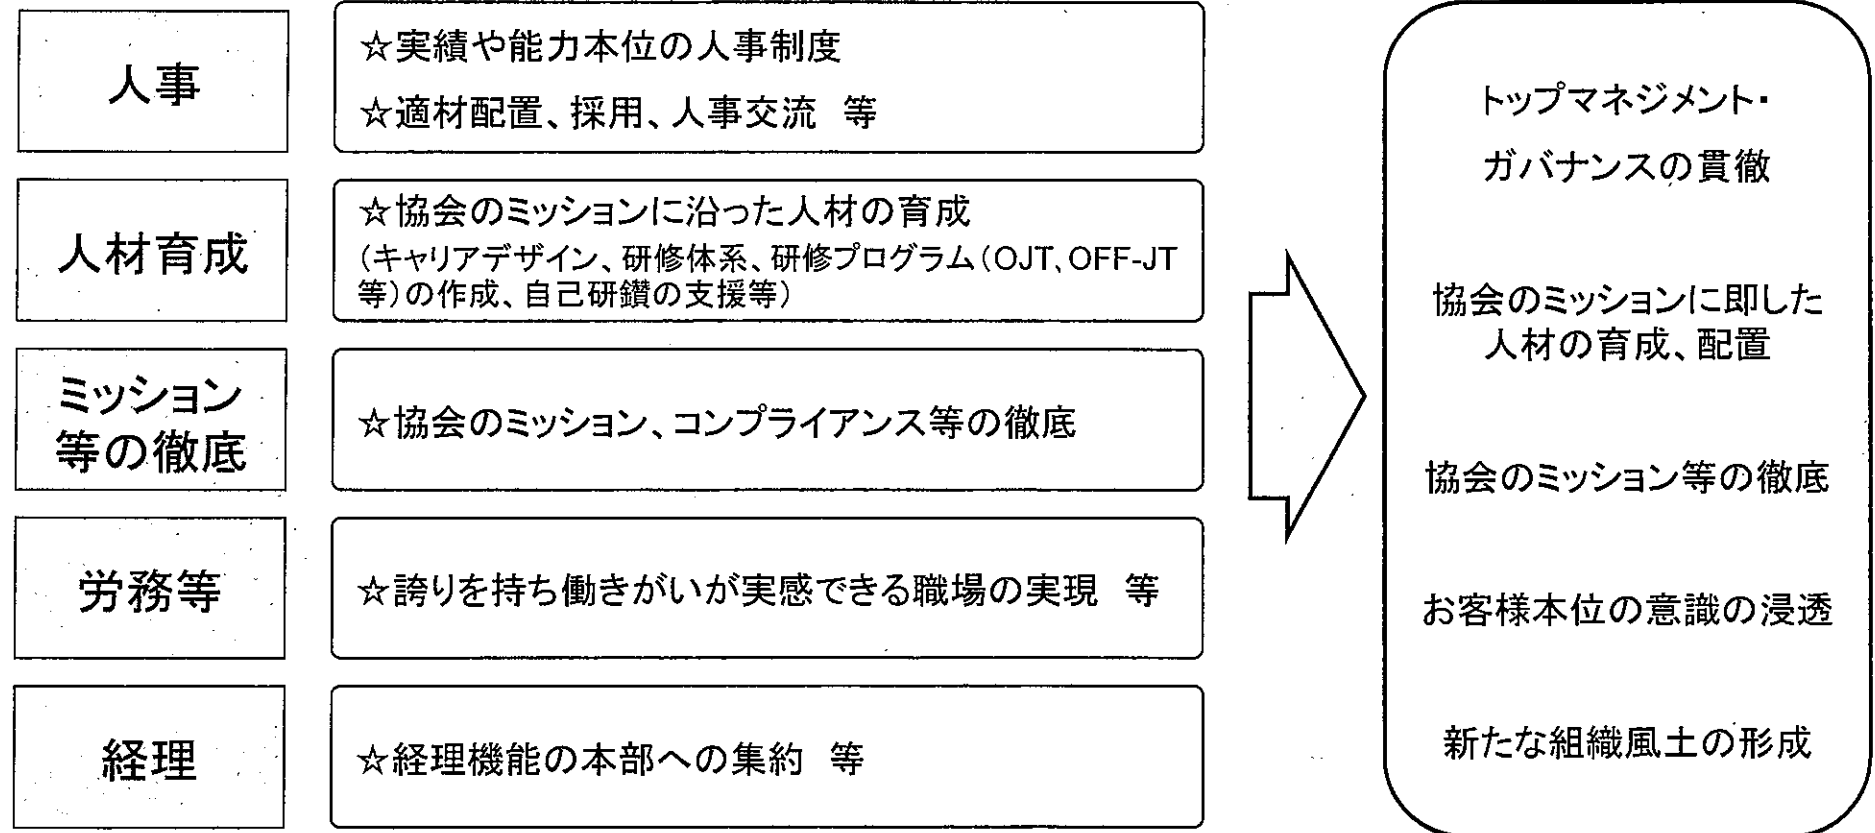 人事
☆実績や能力本位の人事制度
☆適材配置、採用、人事交流　等
人材育成
☆協会のミッションに沿った人材の育成
（キャリアデザイン、研修体系、研修プログラム（OJT、OFF-JT
等）の作成、自己研鑽の支援等）
ミッション
等の徹底
☆協会のミッション、コンプライアンス等の徹底
労務等
☆誇りを持ち働きがいが実感できる職場の実現　等
経理
☆経理機能の本部への集約　等
トップマネジメント・
ガバナンスの貫徹
協会のミッションに即した
人材の育成、配置
協会のミッション等の徹底
お客様本位の意識の浸透
新たな組織風土の形成